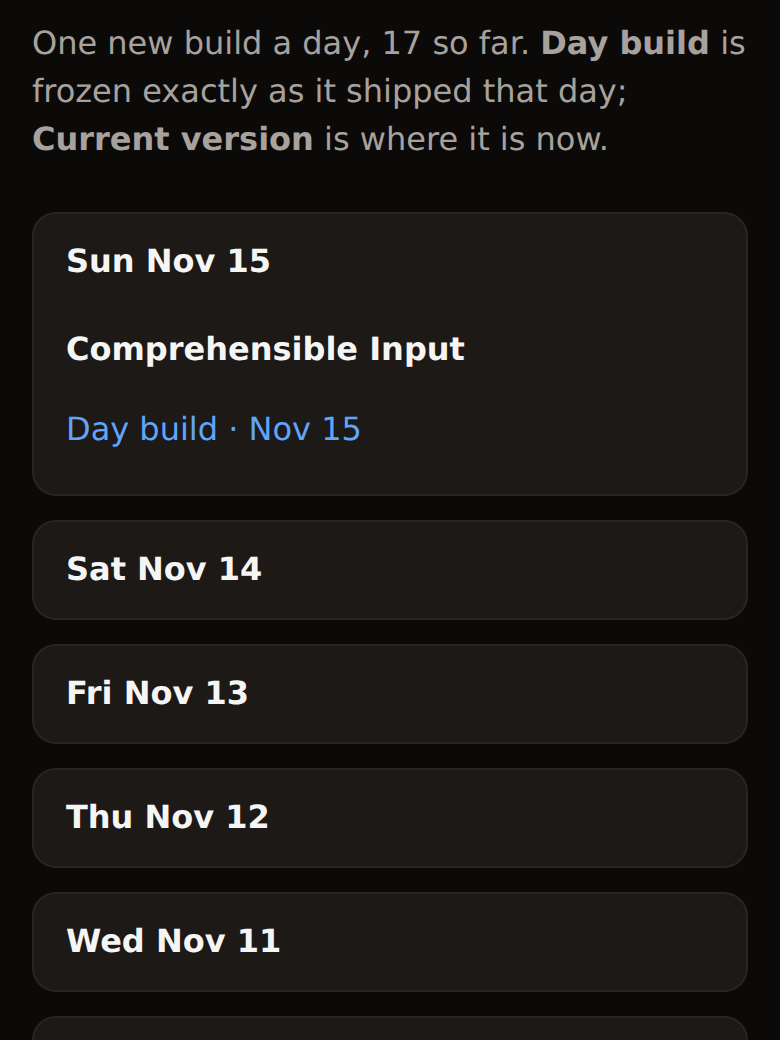 One new build a day, 17 so far. Day build is
frozen exactly as it shipped that day;
Current version is where it is now.
Sun Nov 15
Comprehensible Input
Day build · Nov 15
Sat Nov 14
Fri Nov 13
Thu Nov 12
Wed Nov 11